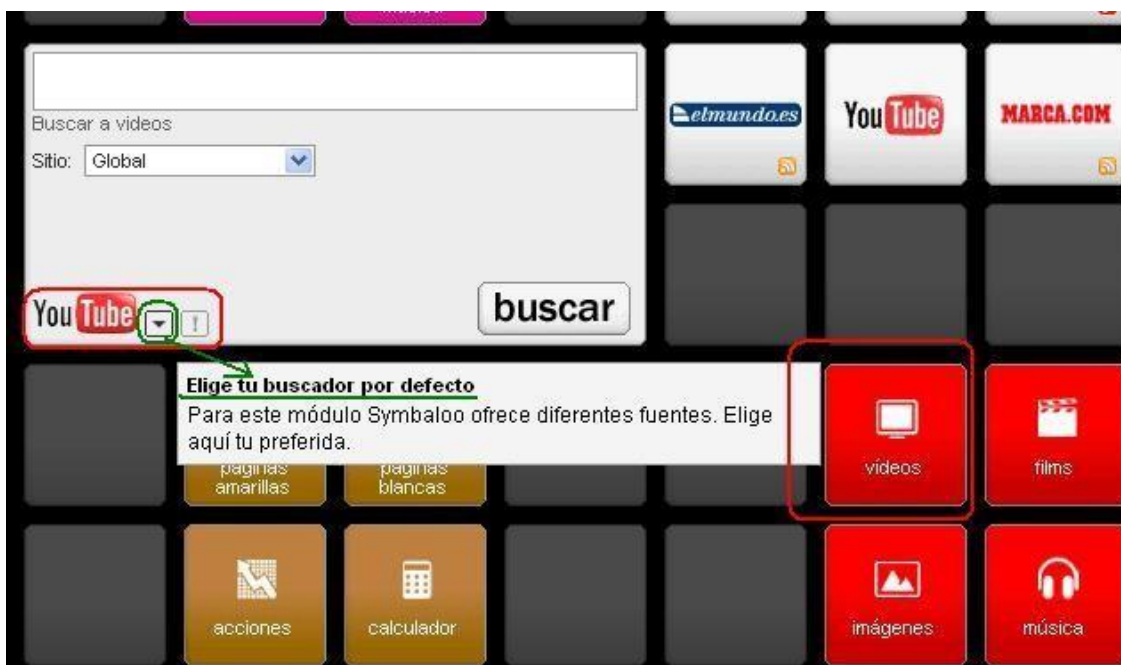 Buscar a videos
Sitio: Global
elmundo.es
YouTube
MARCA.COM
YouTube
buscar
Elige tu buscador por defecto
Para este módulo Symbaloo ofrece diferentes fuentes. Elige
aquí tu preferida.
páginas
amarillas
páginas
blancas
vídeos
films
acciones
calculador
imágenes
música